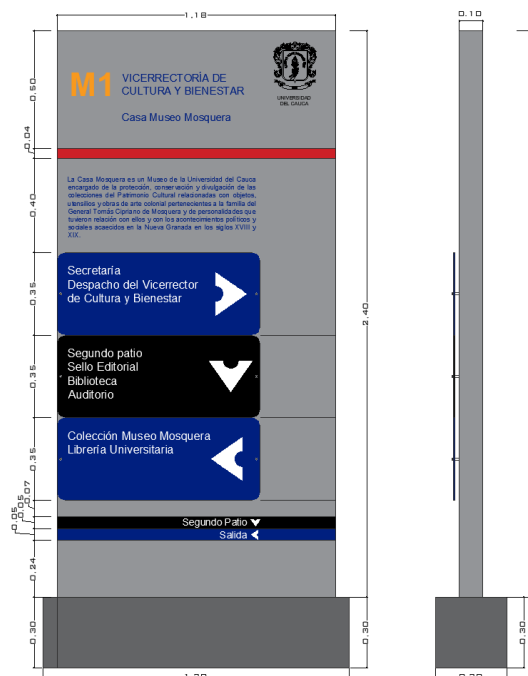 1.18
0.10
M1
VICERRECTORÍA DE
CULTURA Y BIENESTAR
Casa Museo Mosquera
UNIVERSIDAD
DEL CAUCA
0.50
0.04
0.40
La Casa Mosquera es un Museo de la Universidad del Cauca
encargado de la protección, conservación y divulgación de las
colecciones del Patrimonio Cultural relacionadas con objetos,
utensilios y obras de arte colonial pertenecientes a la familia del
General Tomás Cipriano de Mosquera y de personalidades que
tuvieron relación con ellos y con los acontecimientos políticos y
sociales acaecidos en la Nueva Granada en los siglos XVIII y
XIX.
0.35
Secretaría
Despacho del Vicerrector
de Cultura y Bienestar
2.40
0.35
Segundo patio
Sello Editorial
Biblioteca
Auditorio
0.35
Colección Museo Mosquera
Librería Universitaria
0.07
0.05
0.05
Segundo Patio
Salida
0.24
0.30
0.30
0.30